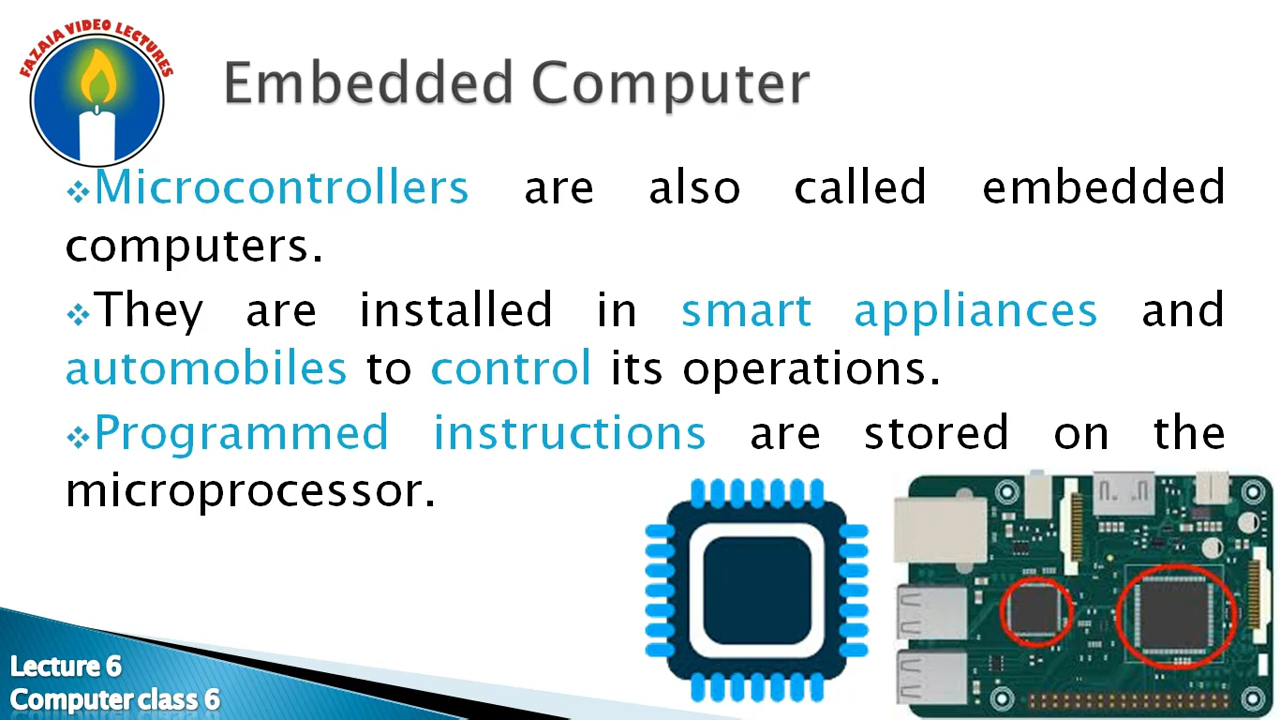 FAZAIA VIDEO LECTURES
Embedded Computer
❖Microcontrollers are also called embedded
computers.
❖They are installed in smart appliances and
automobiles to control its operations.
❖Programmed instructions are stored on the
microprocessor.
Lecture 6
Computer class 6